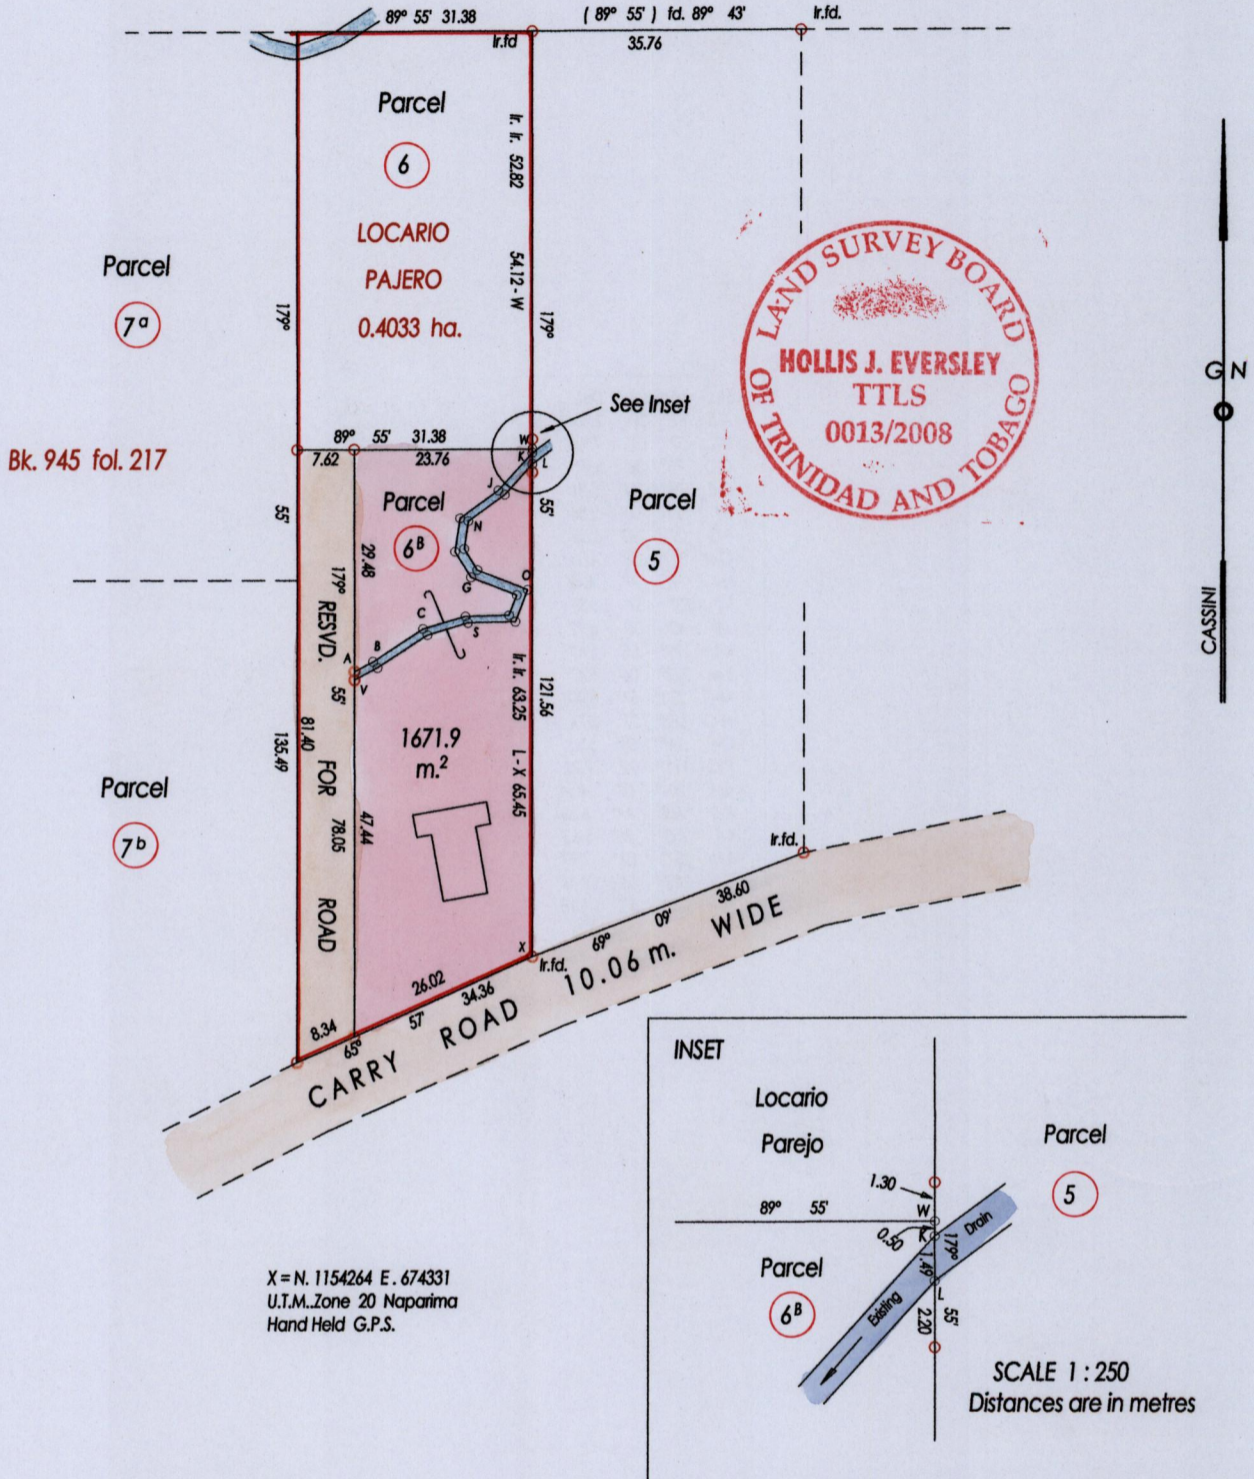 89° 55' 31.38
( 89° 55' ) fd. 89° 43'
Ir.fd.
Ir.fd
35.76
Parcel
6
LOCARIO
PAJERO
0.4033 ha.
Ir. Ir. 52.82
54.12 - W
179°
179°
Parcel
7a
Bk. 945 fol. 217
See Inset
LAND SURVEY BOARD
OF TRINIDAD AND TOBAGO
HOLLIS J. EVERSLEY
TTLS
0013/2008
G N
CASSINI
89° 55' 31.38
7.62
23.76
W
K
L
J
N
G
O
C
S
B
A
V
Parcel
6B
55'
55'
29.48
179°
55'
Parcel
5
RESVD.
FOR
ROAD
81.40
135.49
78.05
47.44
1671.9
m.2
Ir. Ir. 63.25
L - X 65.45
121.56
Parcel
7b
X
Ir.fd.
Ir.fd.
26.02
34.36
57'
65°
8.34
69° 09' 38.60
CARRY ROAD 10.06 m. WIDE
X = N. 1154264 E. 674331
U.T.M..Zone 20 Naparima
Hand Held G.P.S.
INSET
Locario
Parejo
Parcel
5
1.30
89° 55'
W
0.50
K
179°
Drain
1.49
L
Parcel
6B
Existing
2.20
55'
SCALE 1 : 250
Distances are in metres